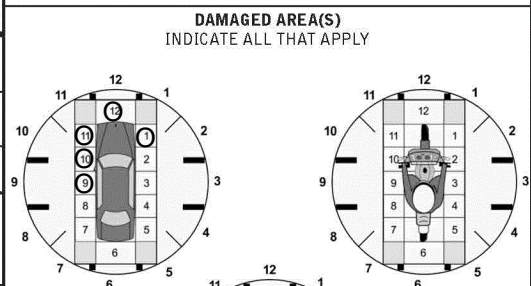 DAMAGED AREA(S)
INDICATE ALL THAT APPLY
12 12
11 1 11 1
12 12
10 11 1 2 10 11 1 2
10 2 10 2
9 9 3 3 9 9 3 3
8 4 8 4
8 7 5 4 8 7 5 4
6 6
7 5 7 5
6 12 6
11 1